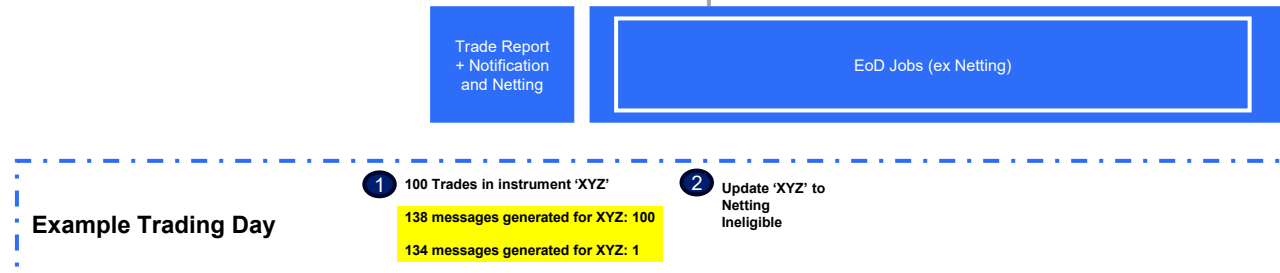 Trade Report
+ Notification
and Netting
EoD Jobs (ex Netting)
1
100 Trades in instrument ‘XYZ’
2
Update ‘XYZ’ to
Netting
Ineligible
Example Trading Day
138 messages generated for XYZ: 100
134 messages generated for XYZ: 1